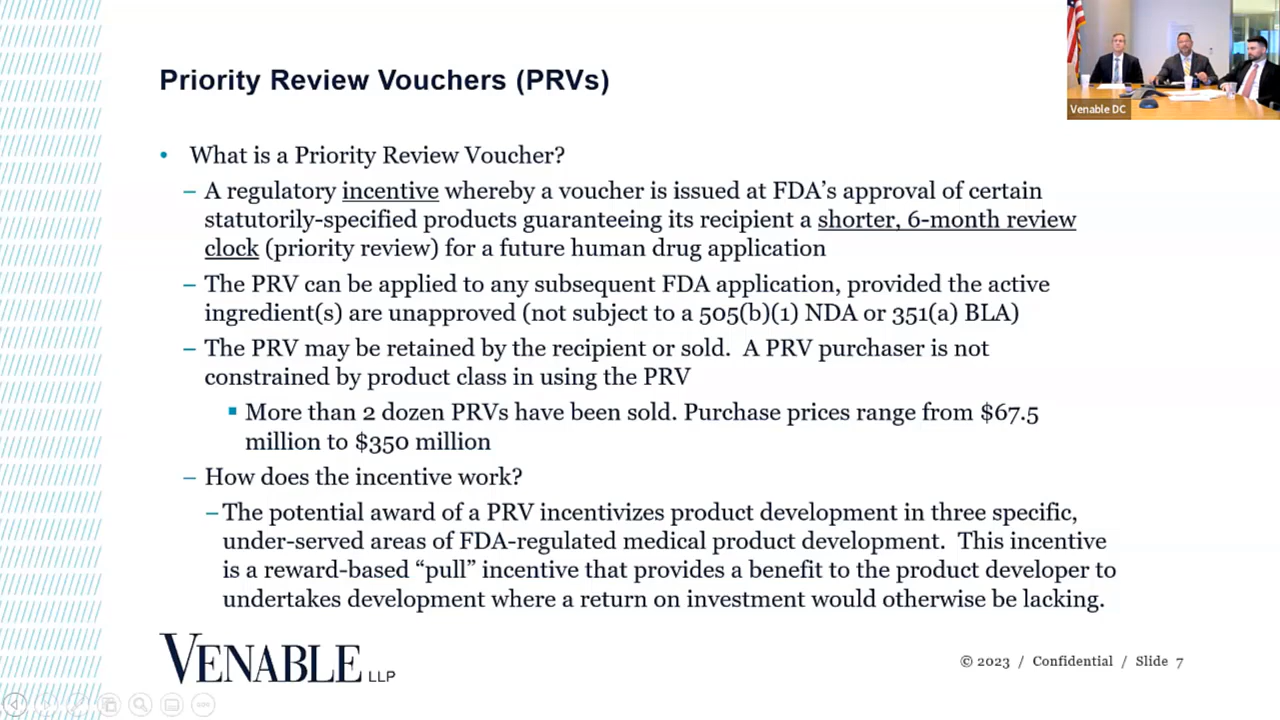 Venable DC
Priority Review Vouchers (PRVs)
• What is a Priority Review Voucher?
– A regulatory incentive whereby a voucher is issued at FDA’s approval of certain
statutorily-specified products guaranteeing its recipient a shorter, 6-month review
clock (priority review) for a future human drug application
– The PRV can be applied to any subsequent FDA application, provided the active
ingredient(s) are unapproved (not subject to a 505(b)(1) NDA or 351(a) BLA)
– The PRV may be retained by the recipient or sold.  A PRV purchaser is not
constrained by product class in using the PRV
▪ More than 2 dozen PRVs have been sold. Purchase prices range from $67.5
million to $350 million
– How does the incentive work?
– The potential award of a PRV incentivizes product development in three specific,
under-served areas of FDA-regulated medical product development.  This incentive
is a reward-based “pull” incentive that provides a benefit to the product developer to
undertakes development where a return on investment would otherwise be lacking.
VENABLE LLP
© 2023 / Confidential / Slide 7